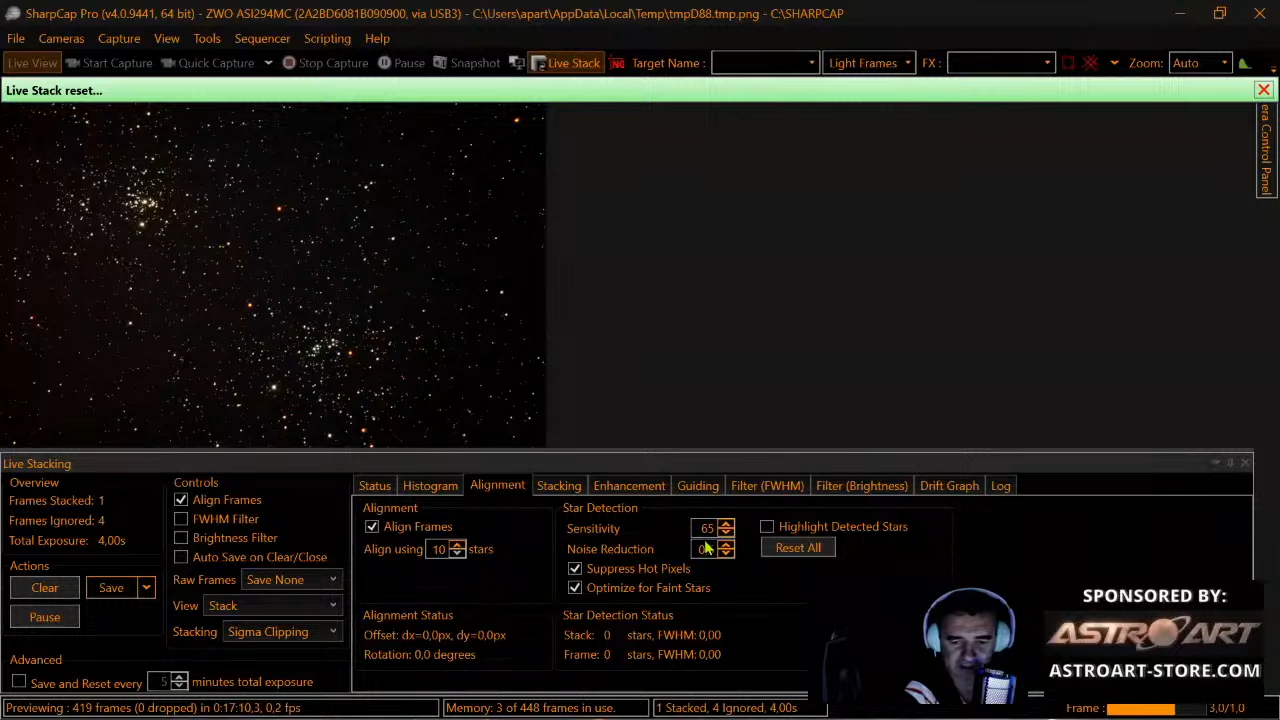 SharpCap Pro (v4.0.9441, 64 bit) - ZWO ASI294MC (2A2BD6081B090900, via USB3) - C:\Users\apart\AppData\Local\Temp\tmpD88.tmp.png - C:\SHARPCAP
File Cameras Capture View Tools Sequencer Scripting Help
Live View Start Capture Quick Capture Stop Capture Pause Snapshot Live Stack Target Name : Light Frames FX : Zoom: Auto
Live Stack reset...
era Control Panel
Live Stacking
Overview
Frames Stacked: 1
Frames Ignored: 4
Total Exposure: 4,00s
Actions
Clear Save
Pause
Advanced
Save and Reset every 5 minutes total exposure
Controls
Align Frames
FWHM Filter
Brightness Filter
Auto Save on Clear/Close
Raw Frames Save None
View Stack
Stacking Sigma Clipping
Status Histogram Alignment Stacking Enhancement Guiding Filter (FWHM) Filter (Brightness) Drift Graph Log
Alignment
Align Frames
Align using 10 stars
Alignment Status
Offset: dx=0,0px, dy=0,0px
Rotation: 0,0 degrees
Star Detection
Sensitivity 65 Highlight Detected Stars
Noise Reduction 0 Reset All
Suppress Hot Pixels
Optimize for Faint Stars
Star Detection Status
Stack: 0 stars, FWHM: 0,00
Frame: 0 stars, FWHM: 0,00
SPONSORED BY:
ASTROART
ASTROART-STORE.COM
Previewing : 419 frames (0 dropped) in 0:17:10,3, 0,2 fps Memory: 3 of 448 frames in use. 1 Stacked, 4 Ignored, 4,00s Frame : 3,0/1,0